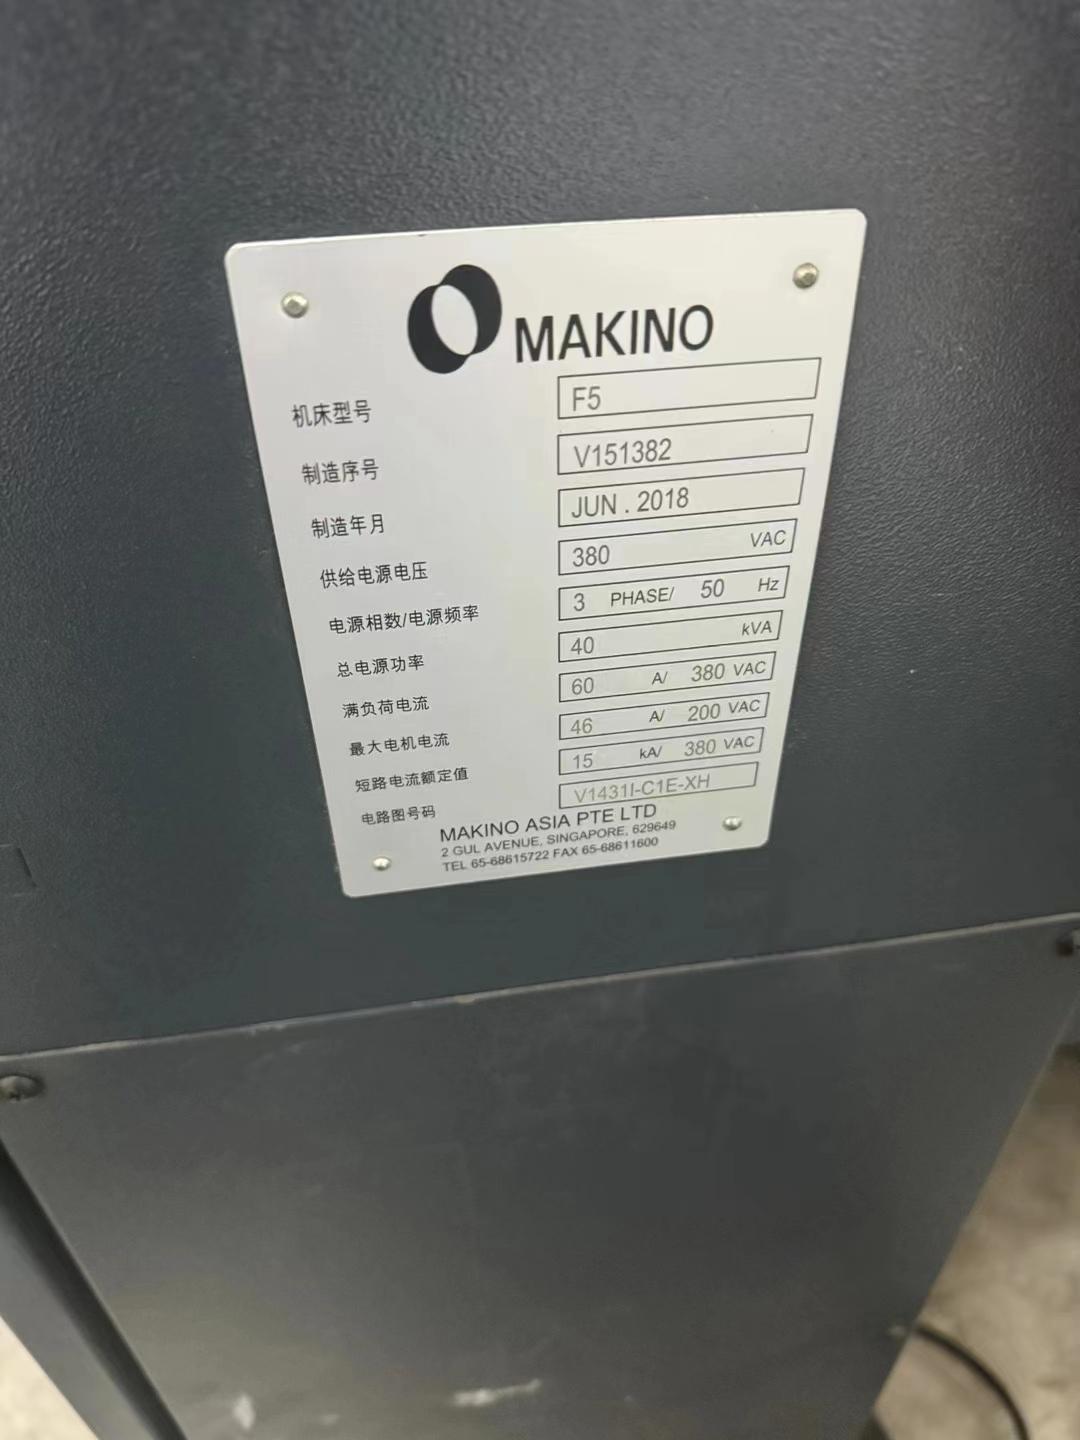 MAKINO
机床型号 F5
制造序号 V151382
制造年月 JUN . 2018
供给电源电压 380 VAC
电源相数/电源频率 3 PHASE/ 50 Hz
总电源功率 40 kVA
满负荷电流 60 A/ 380 VAC
最大电机电流 46 A/ 200 VAC
短路电流额定值 15 kA/ 380 VAC
电路图号码 V1431I-C1E-XH
MAKINO ASIA PTE LTD
2 GUL AVENUE, SINGAPORE, 629649
TEL 65-68615722 FAX 65-68611600